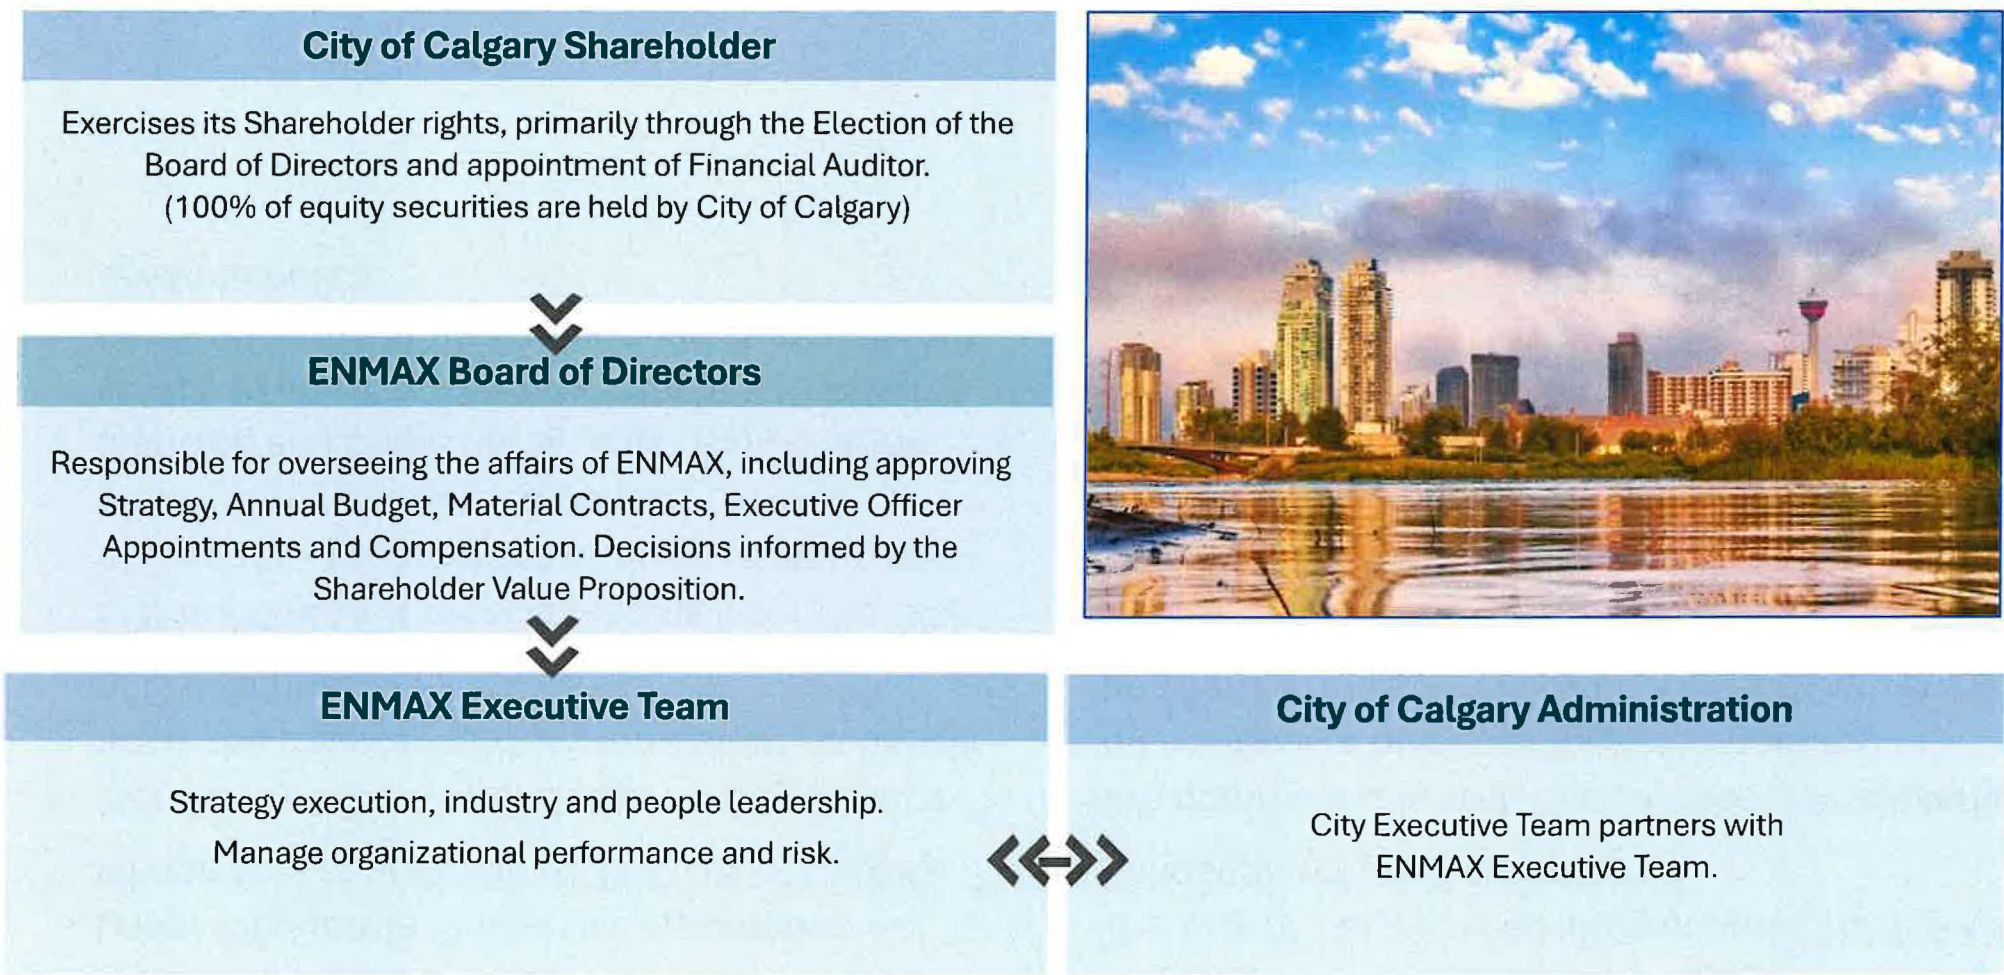 City of Calgary Shareholder
Exercises its Shareholder rights, primarily through the Election of the
Board of Directors and appointment of Financial Auditor.
(100% of equity securities are held by City of Calgary)
ENMAX Board of Directors
Responsible for overseeing the affairs of ENMAX, including approving
Strategy, Annual Budget, Material Contracts, Executive Officer
Appointments and Compensation. Decisions informed by the
Shareholder Value Proposition.
ENMAX Executive Team
Strategy execution, industry and people leadership.
Manage organizational performance and risk.
City of Calgary Administration
City Executive Team partners with
ENMAX Executive Team.